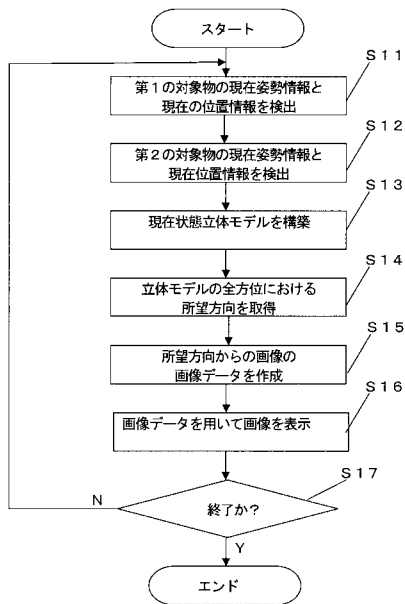 スタート
S11
第1の対象物の現在姿勢情報と
現在の位置情報を検出
S12
第2の対象物の現在姿勢情報と
現在位置情報を検出
S13
現在状態立体モデルを構築
S14
立体モデルの全方位における
所望方向を取得
S15
所望方向からの画像の
画像データを作成
S16
画像データを用いて画像を表示
S17
終了か?
N
Y
エンド